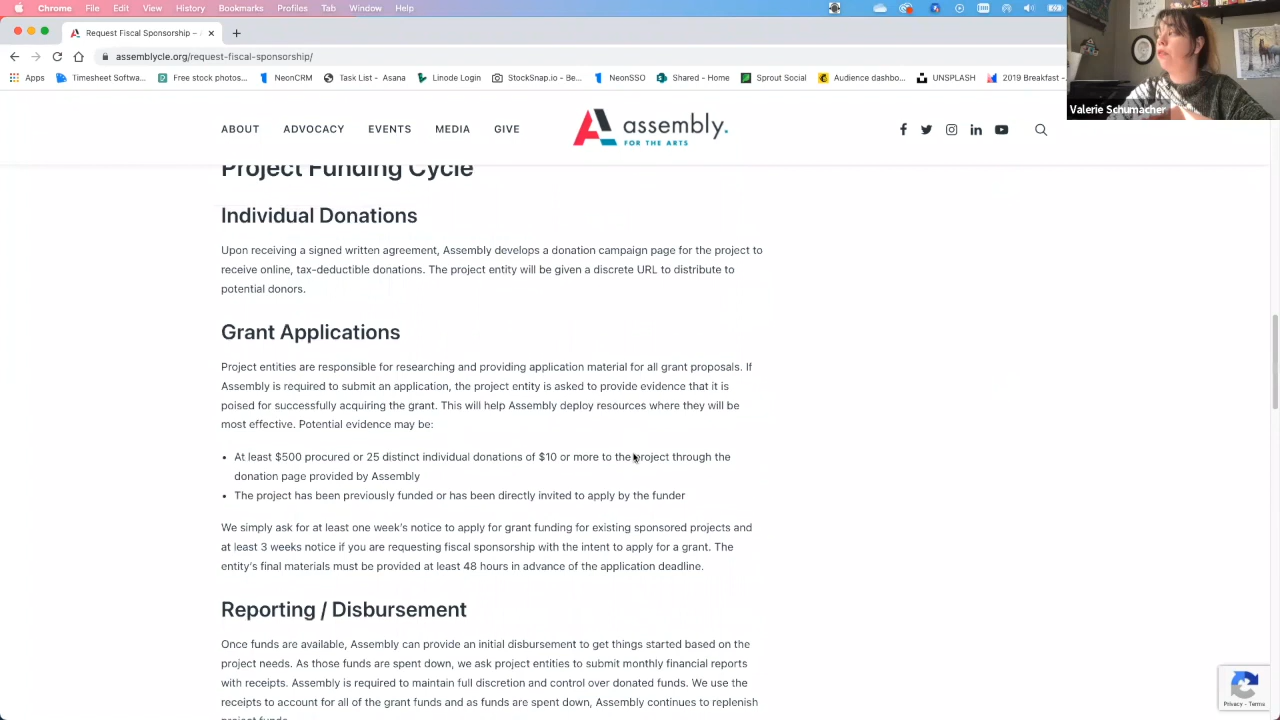 Chrome File Edit View History Bookmarks Profiles Tab Window Help
Request Fiscal Sponsorship –
assemblycle.org/request-fiscal-sponsorship/
Apps Timesheet Softwa... Free stock photos... NeonCRM Task List - Asana Lincoln Login StockSnap.io - Be... NeonSSO Shared - Home Sprout Social Audience dashbo... UNSPLASH 2019 Breakfast -
Valerie Schumacher
ABOUT ADVOCACY EVENTS MEDIA GIVE assembly.
FOR THE ARTS
Project Funding Cycle
Individual Donations
Upon receiving a signed written agreement, Assembly develops a donation campaign page for the project to
receive online, tax-deductible donations. The project entity will be given a discrete URL to distribute to
potential donors.
Grant Applications
Project entities are responsible for researching and providing application material for all grant proposals. If
Assembly is required to submit an application, the project entity is asked to provide evidence that it is
poised for successfully acquiring the grant. This will help Assembly deploy resources where they will be
most effective. Potential evidence may be:
• At least $500 procured or 25 distinct individual donations of $10 or more to the project through the
donation page provided by Assembly
• The project has been previously funded or has been directly invited to apply by the funder
We simply ask for at least one week's notice to apply for grant funding for existing sponsored projects and
at least 3 weeks notice if you are requesting fiscal sponsorship with the intent to apply for a grant. The
entity's final materials must be provided at least 48 hours in advance of the application deadline.
Reporting / Disbursement
Once funds are available, Assembly can provide an initial disbursement to get things started based on the
project needs. As those funds are spent down, we ask project entities to submit monthly financial reports
with receipts. Assembly is required to maintain full discretion and control over donated funds. We use the
receipts to account for all of the grant funds and as funds are spent down, Assembly continues to replenish
project funds.
Privacy - Terms